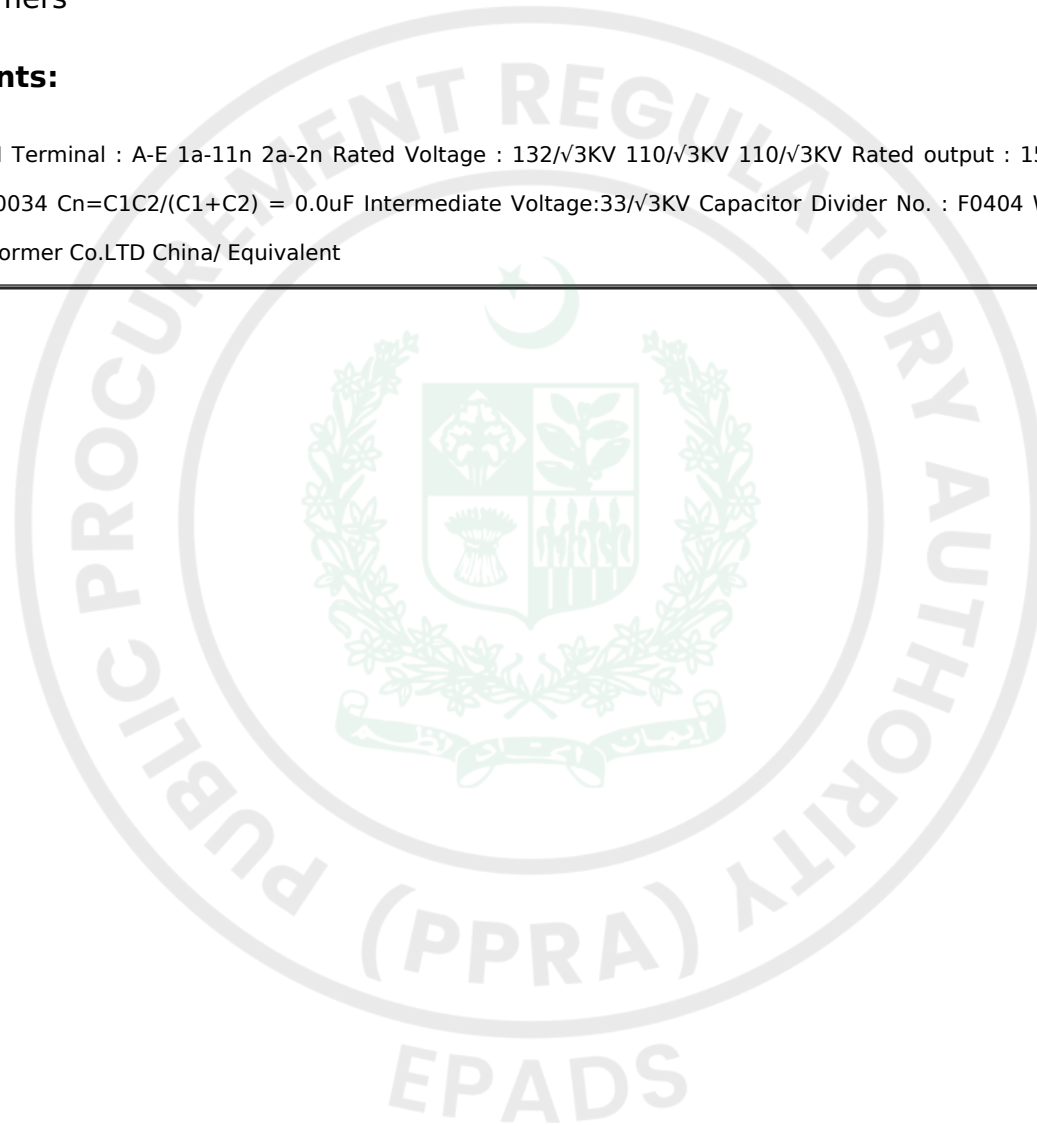 ners
nts:
l Terminal : A-E 1a-11n 2a-2n Rated Voltage : 132/√3KV 110/√3KV 110/√3KV Rated output : 15
0034 Cn=C1C2/(C1+C2) = 0.0uF Intermediate Voltage:33/√3KV Capacitor Divider No. : F0404
ormer Co.LTD China/ Equivalent
PUBLIC PROCUREMENT REGULATORY AUTHORITY
(PPRA)
EPADS